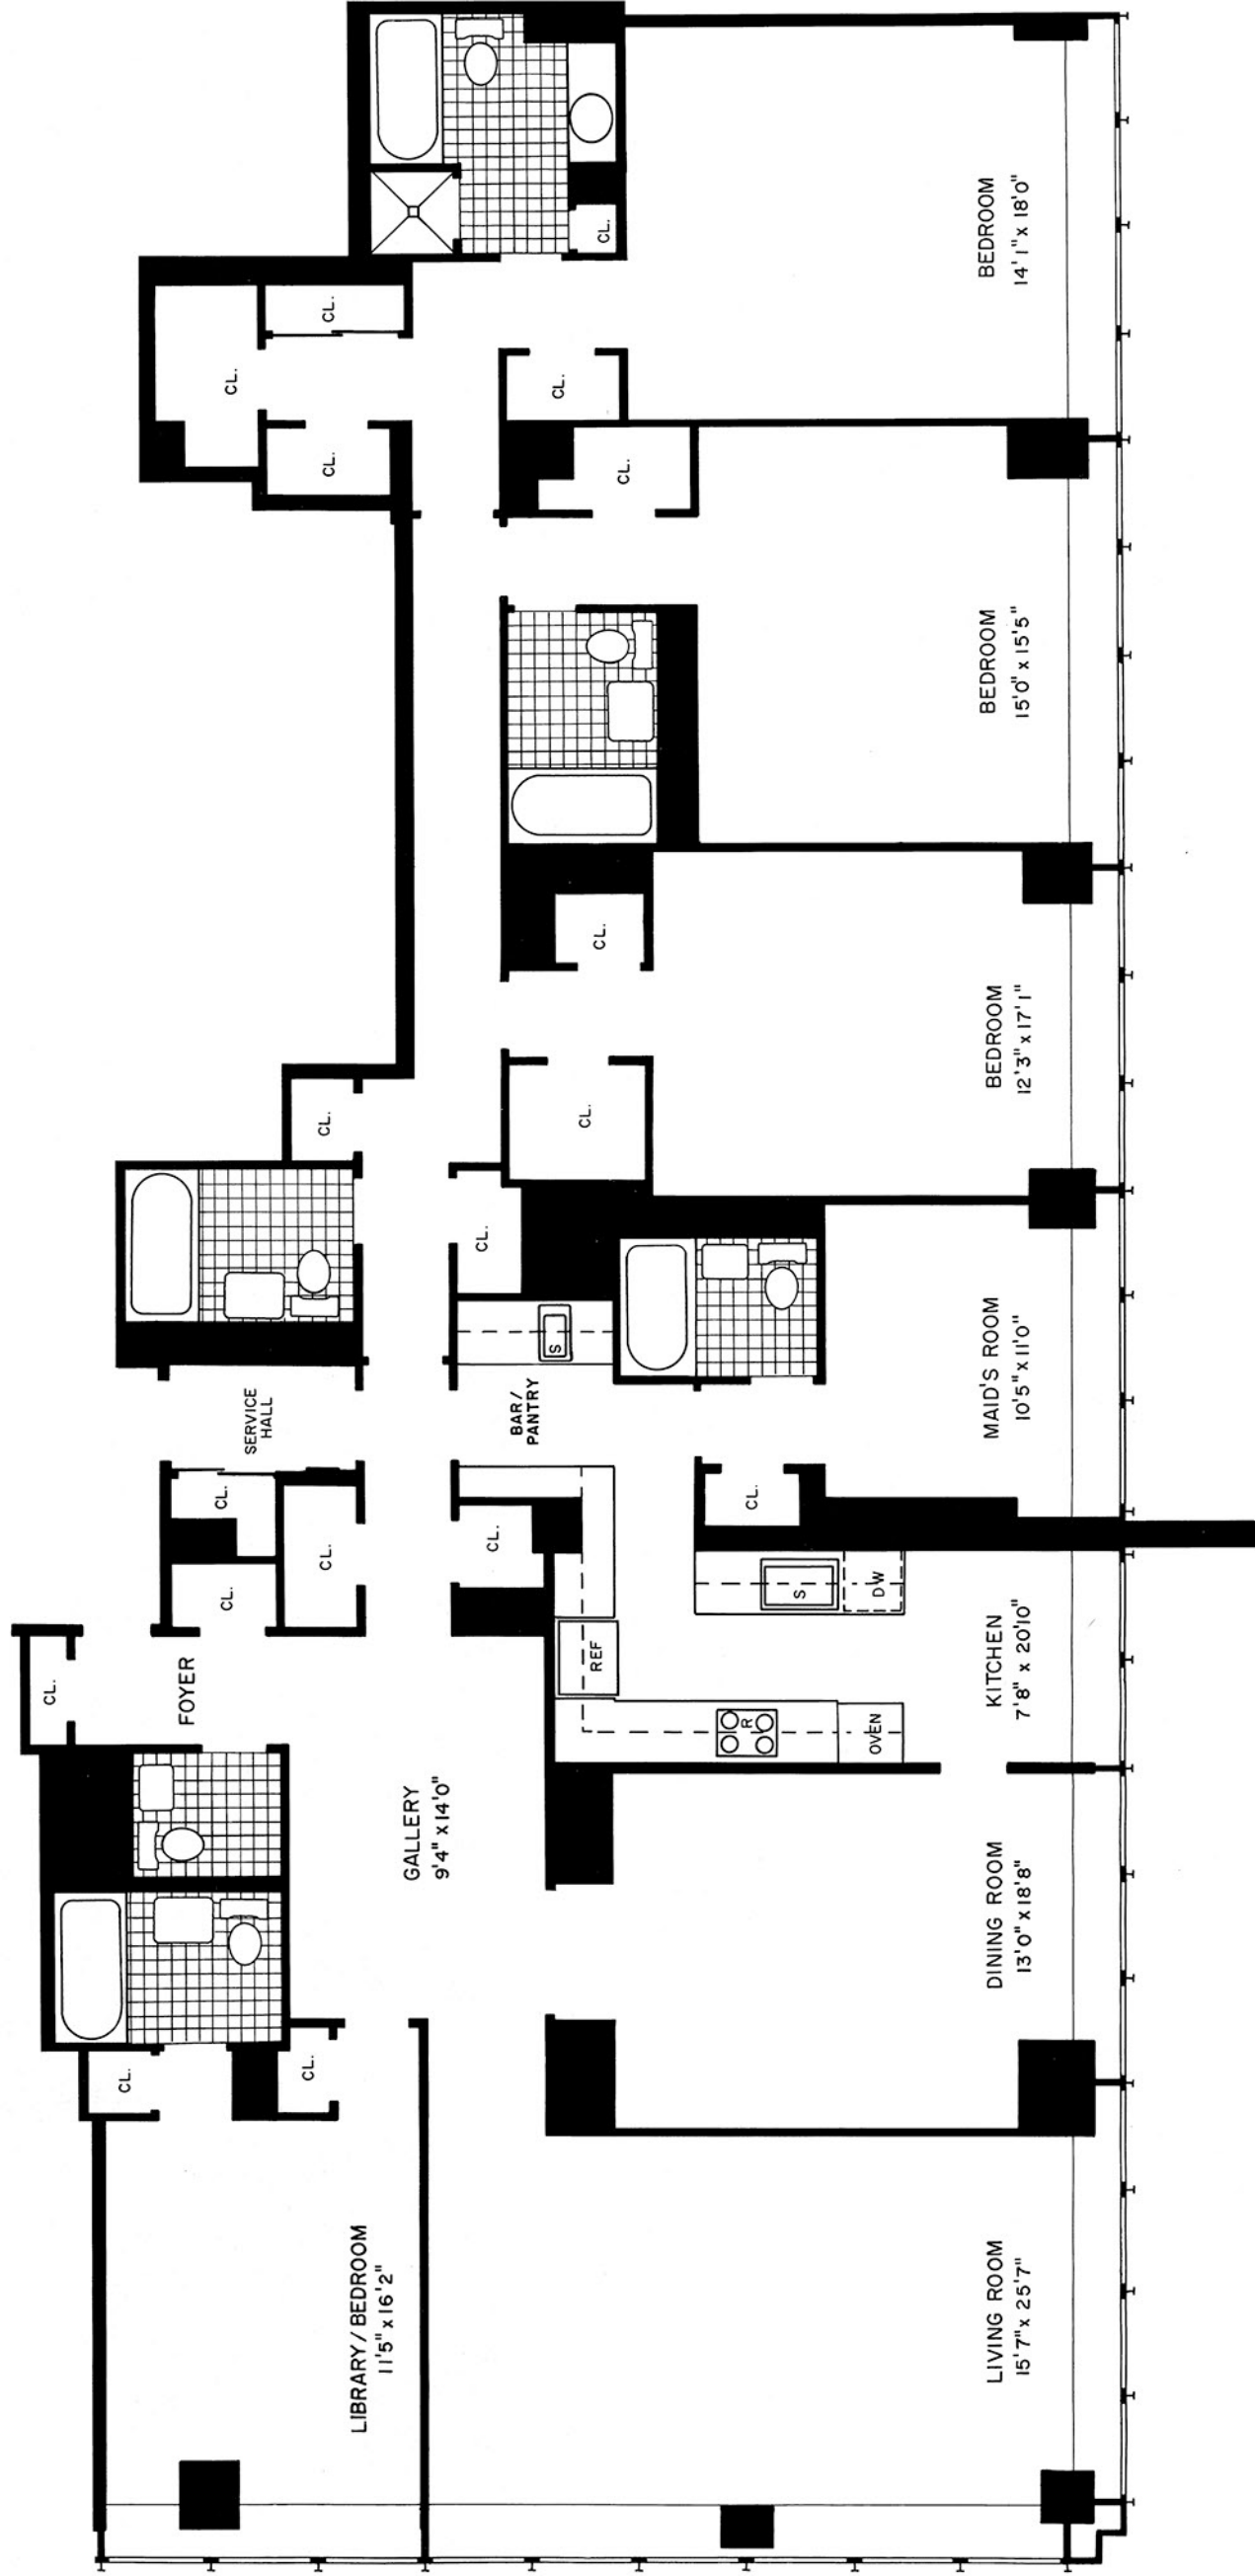 CL.
CL.
FOYER
CL.
CL.
CL.
SERVICE
HALL
CL.
CL.
CL.
CL.
CL.
LIBRARY/BEDROOM
11'5" x 16'2"
GALLERY
9'4" x 14'0"
CL.
CL.
BAR/
PANTRY
S
CL.
CL.
CL.
CL.
CL.
REF
R
CL.
S
OVEN
DW
LIVING ROOM
15'7" x 25'7"
DINING ROOM
13'0" x 18'8"
KITCHEN
7'8" x 20'10"
MAID'S ROOM
10'5" x 11'0"
BEDROOM
12'3" x 17'1"
BEDROOM
15'0" x 15'5"
BEDROOM
14'1" x 18'0"